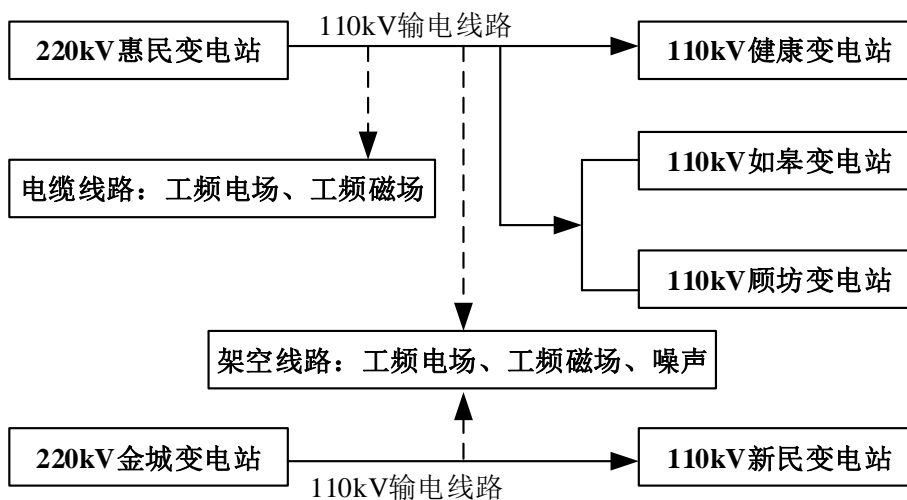 110kV输电线路
220kV惠民变电站
110kV健康变电站
110kV如皋变电站
电缆线路：工频电场、工频磁场
110kV顾坊变电站
架空线路：工频电场、工频磁场、噪声
220kV金城变电站
110kV新民变电站
110kV输电线路